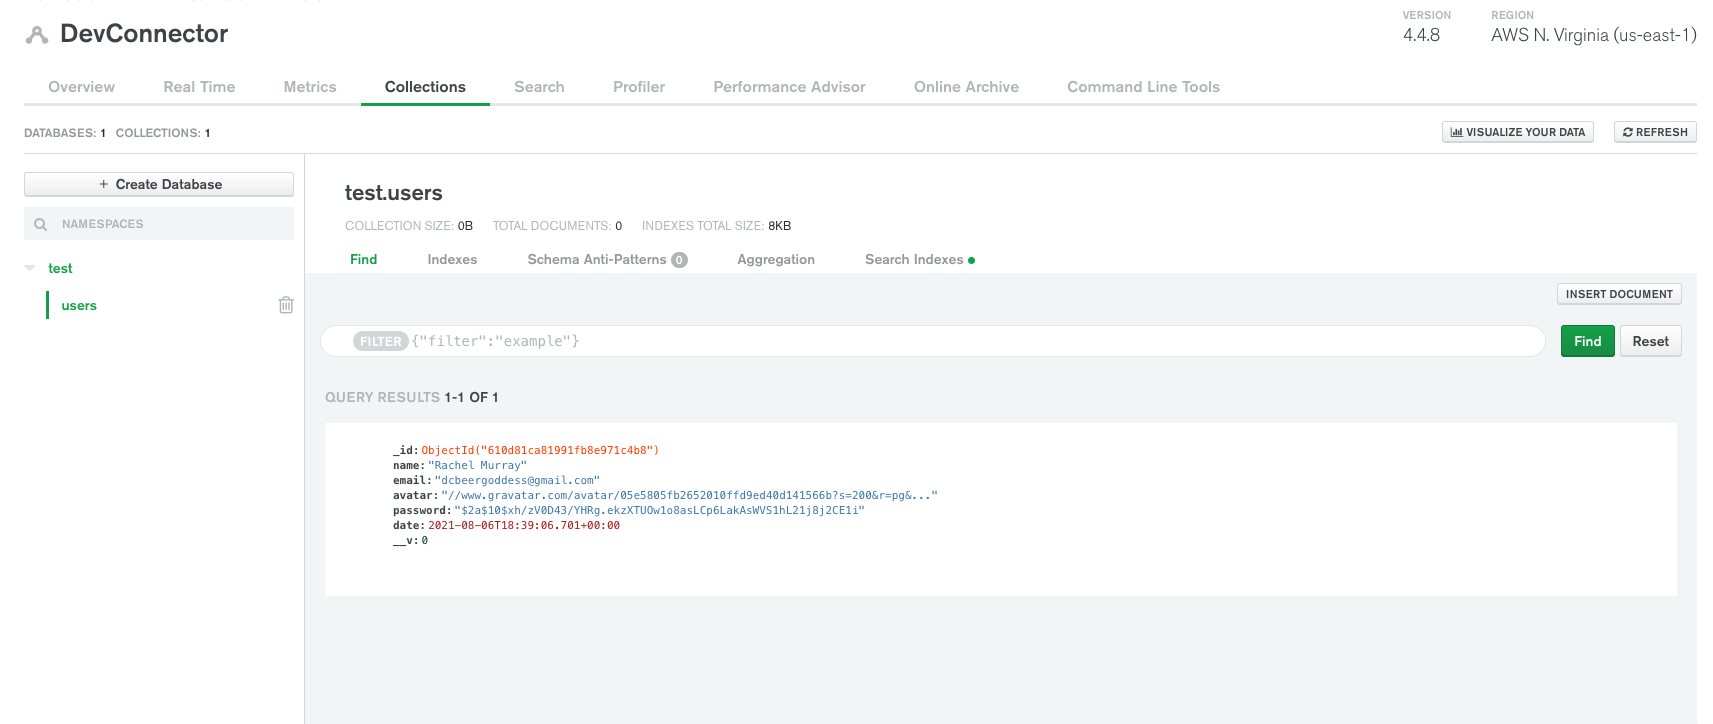 DevConnector
VERSION
4.4.8
REGION
AWS N. Virginia (us-east-1)
Overview Real Time Metrics Collections Search Profiler Performance Advisor Online Archive Command Line Tools
DATABASES: 1 COLLECTIONS: 1
VISUALIZE YOUR DATA REFRESH
+ Create Database
NAMESPACES
test
users
test.users
COLLECTION SIZE: 0B TOTAL DOCUMENTS: 0 INDEXES TOTAL SIZE: 8KB
Find Indexes Schema Anti-Patterns 0 Aggregation Search Indexes
INSERT DOCUMENT
FILTER {"filter":"example"}
Find Reset
QUERY RESULTS 1-1 OF 1
_id: ObjectId("610d81ca81991fb8e971c4b8")
name: "Rachel Murray"
email: "dcbeergoddess@gmail.com"
avatar: "//www.gravatar.com/avatar/05e5805fb2652010ffd9ed40d141566b?s=200&r=pg&..."
password: "$2a$10$xh/zV0D43/YHRg.ekzXTUOw1o8asLCp6LakAsWVS1hL21j8j2CE1i"
date: 2021-08-06T18:39:06.701+00:00
__v: 0